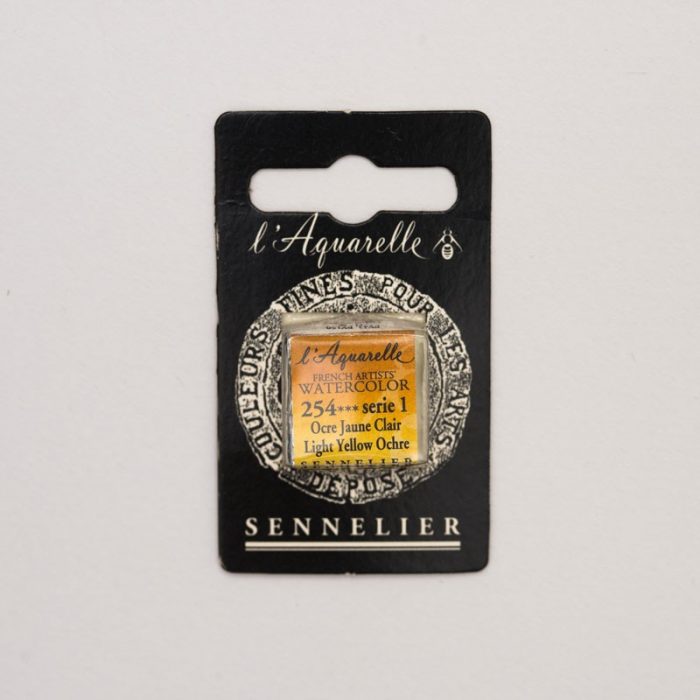 l'Aquarelle
COULEURS FINES POUR LES ARTS
l'Aquarelle
FRENCH ARTISTS'
WATERCOLOR
254*** serie 1
Ocre Jaune Clair
Light Yellow Ochre
SENNELIER
DÉPOSÉ
SENNELIER